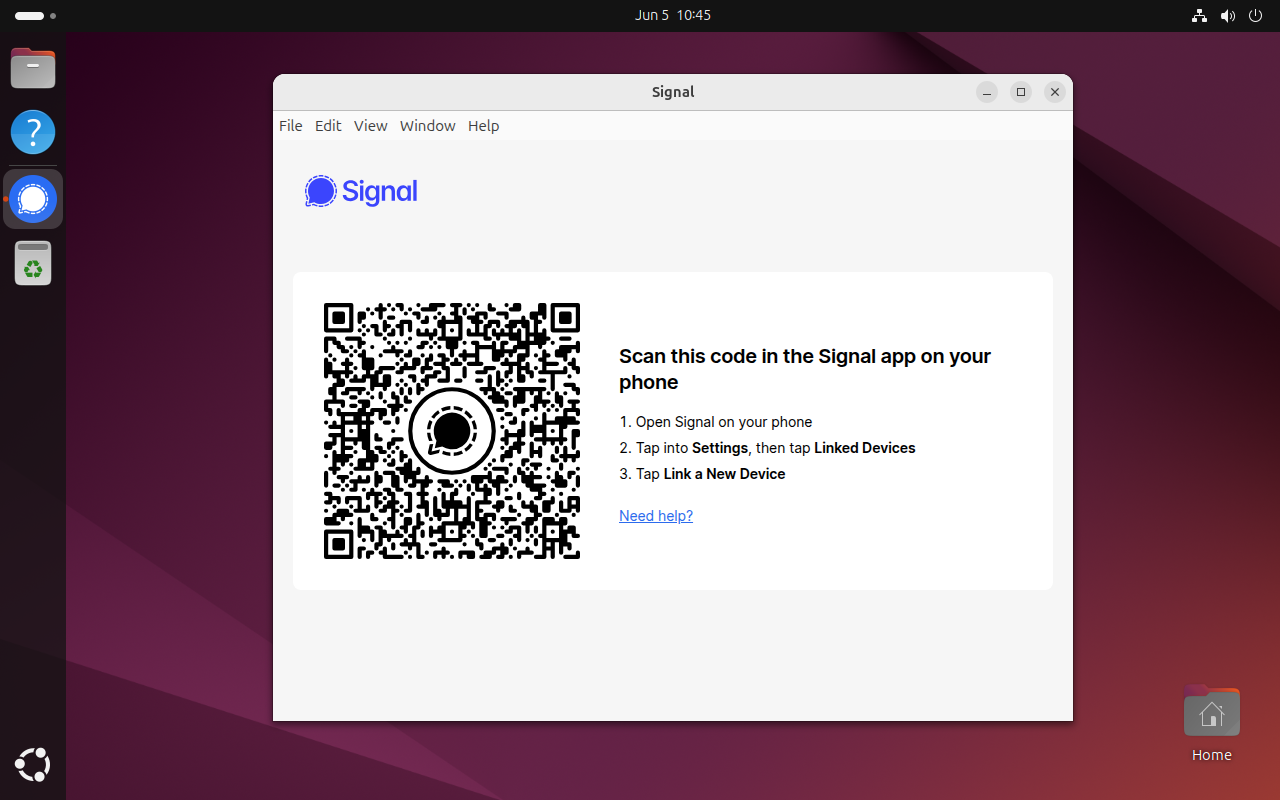 Jun 5 10:45
Signal
File Edit View Window Help
Signal
Scan this code in the Signal app on your
phone
1. Open Signal on your phone
2. Tap into Settings, then tap Linked Devices
3. Tap Link a New Device
Need help?
Home